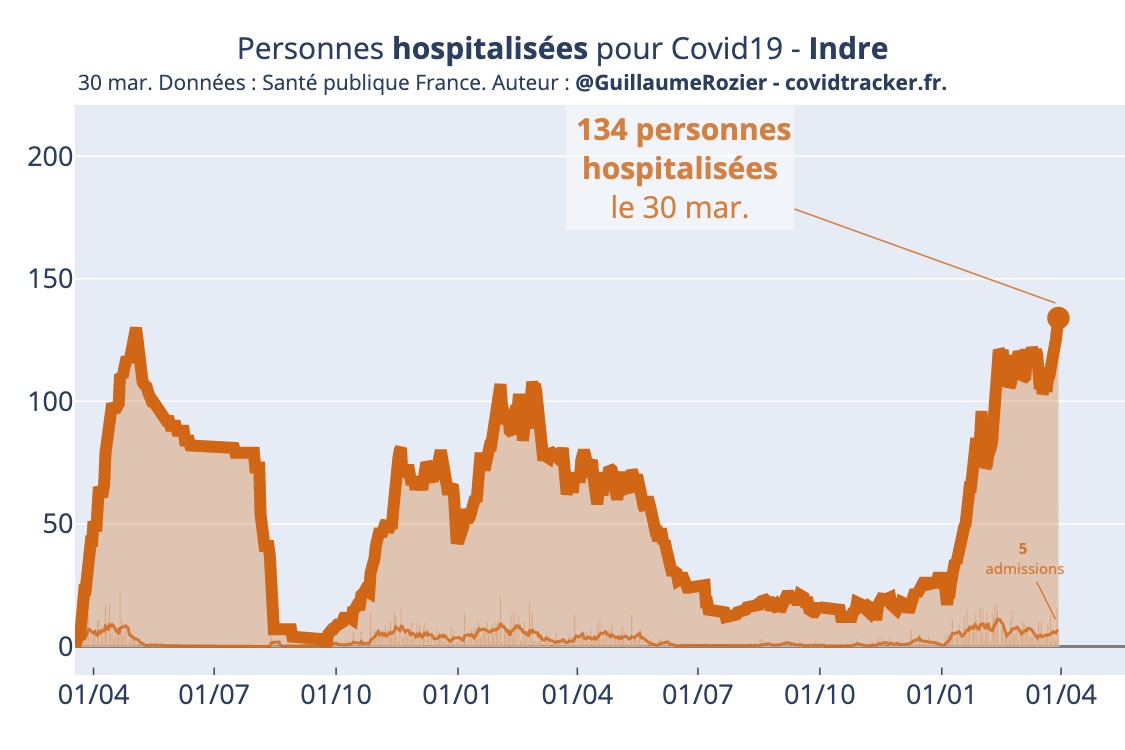 Personnes hospitalisées pour Covid19 - Indre
30 mar. Données : Santé publique France. Auteur : @GuillaumeRozier - covidtracker.fr.
134 personnes
hospitalisées
le 30 mar.
200
150
100
50
0
5
admissions
01/04 01/07 01/10 01/01 01/04 01/07 01/10 01/01 01/04